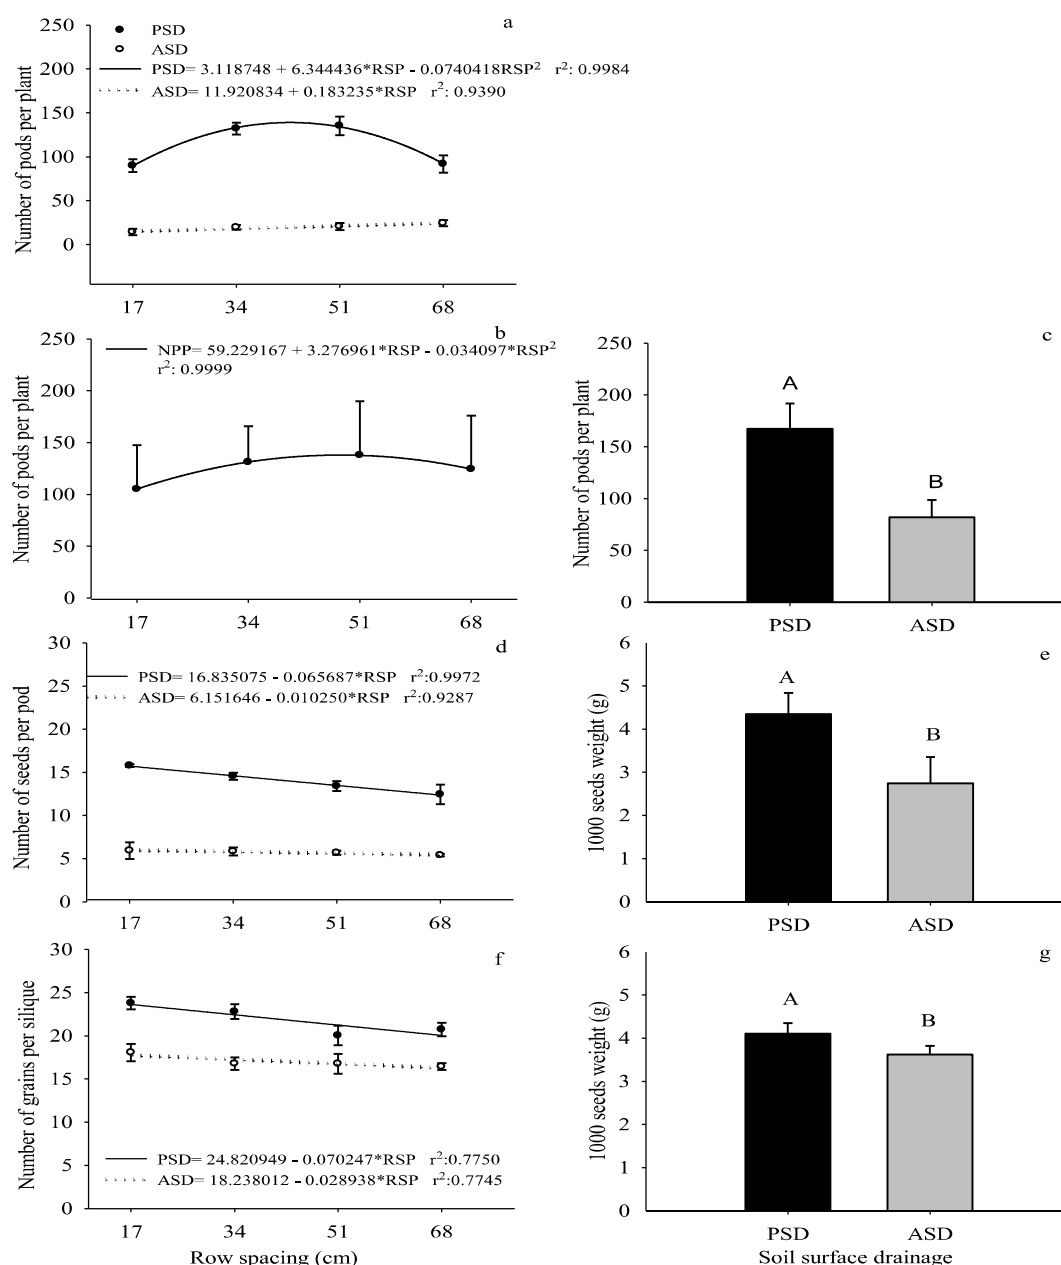 a
PSD
ASD
PSD= 3.118748 + 6.344436*RSP - 0.0740418RSP² r²: 0.9984
ASD= 11.920834 + 0.183235*RSP r²: 0.9390
Number of pods per plant
250
200
150
100
50
0
17 34 51 68
b
NPP= 59.229167 + 3.276961*RSP - 0.034097*RSP²
r²: 0.9999
Number of pods per plant
250
200
150
100
50
0
17 34 51 68
c
Number of pods per plant
250
200
150
100
50
0
A
B
PSD ASD
d
PSD= 16.835075 - 0.065687*RSP r²:0.9972
ASD= 6.151646 - 0.010250*RSP r²:0.9287
Number of seeds per pod
30
25
20
15
10
5
0
17 34 51 68
e
1000 seeds weight (g)
6
5
4
3
2
1
0
A
B
PSD ASD
f
Number of grains per silique
30
25
20
15
10
5
0
PSD= 24.820949 - 0.070247*RSP r²:0.7750
ASD= 18.238012 - 0.028938*RSP r²:0.7745
17 34 51 68
Row spacing (cm)
g
1000 seeds weight (g)
6
5
4
3
2
1
0
A
B
PSD ASD
Soil surface drainage